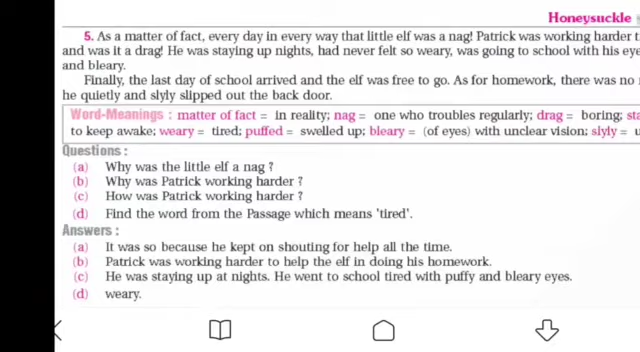 Honeysuckle
5. As a matter of fact, every day in every way that little elf was a nag! Patrick was working harder
and was it a drag! He was staying up nights, had never felt so weary, was going to school with his
and bleary.
Finally, the last day of school arrived and the elf was free to go. As for homework, there was no
he quietly and slyly slipped out the back door.
Word-Meanings : matter of fact = in reality; nag = one who troubles regularly; drag = boring;
to keep awake; weary = tired; puffed = swelled up; bleary = (of eyes) with unclear vision; slyly =
Questions :
(a) Why was the little elf a nag ?
(b) Why was Patrick working harder ?
(c) How was Patrick working harder ?
(d) Find the word from the Passage which means 'tired'.
Answers :
(a) It was so because he kept on shouting for help all the time.
(b) Patrick was working harder to help the elf in doing his homework.
(c) He was staying up at nights. He went to school tired with puffy and bleary eyes.
(d) weary.